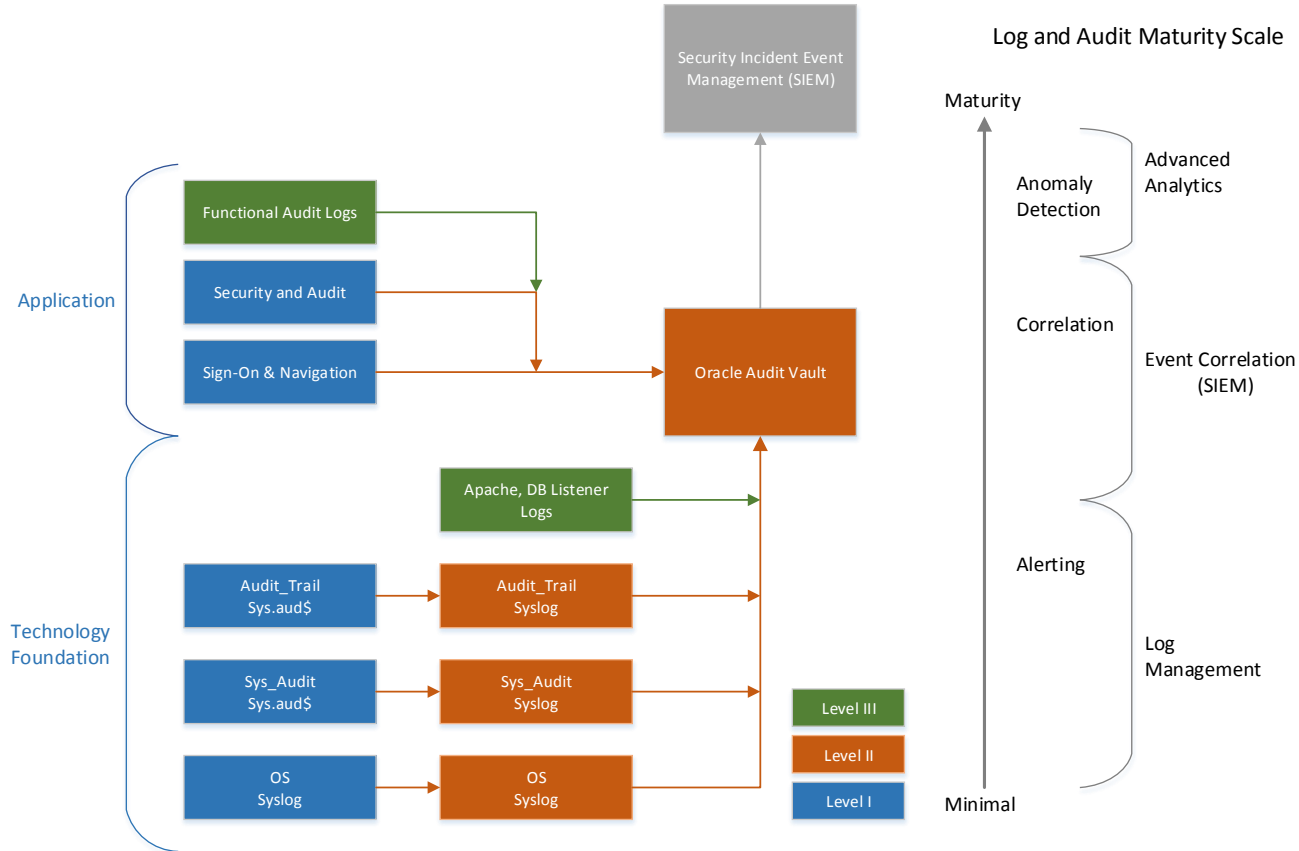 Log and Audit Maturity Scale
Security Incident Event
Management (SIEM)
Maturity
Advanced
Analytics
Anomaly
Detection
Functional Audit Logs
Security and Audit
Application
Sign-On & Navigation
Oracle Audit Vault
Correlation
Event Correlation
(SIEM)
Apache, DB Listener
Logs
Alerting
Audit_Trail
Sys.aud$
Audit_Trail
Syslog
Technology
Foundation
Log
Management
Sys_Audit
Sys.aud$
Sys_Audit
Syslog
Level III
Level II
Level I
OS
Syslog
OS
Syslog
Minimal